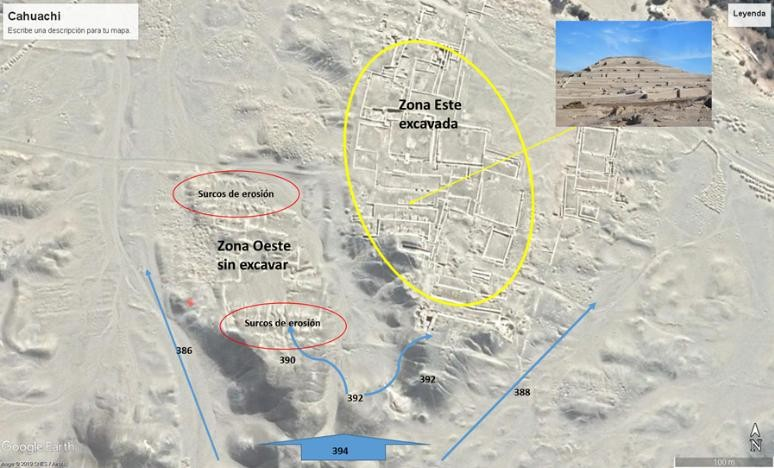 Cahuachi
Escribe una descripción para tu mapa.
Leyenda
Zona Este
excavada
Surcos de erosión
Zona Oeste
sin excavar
Surcos de erosión
386
390
392
392
388
394
Google Earth
N
100 m